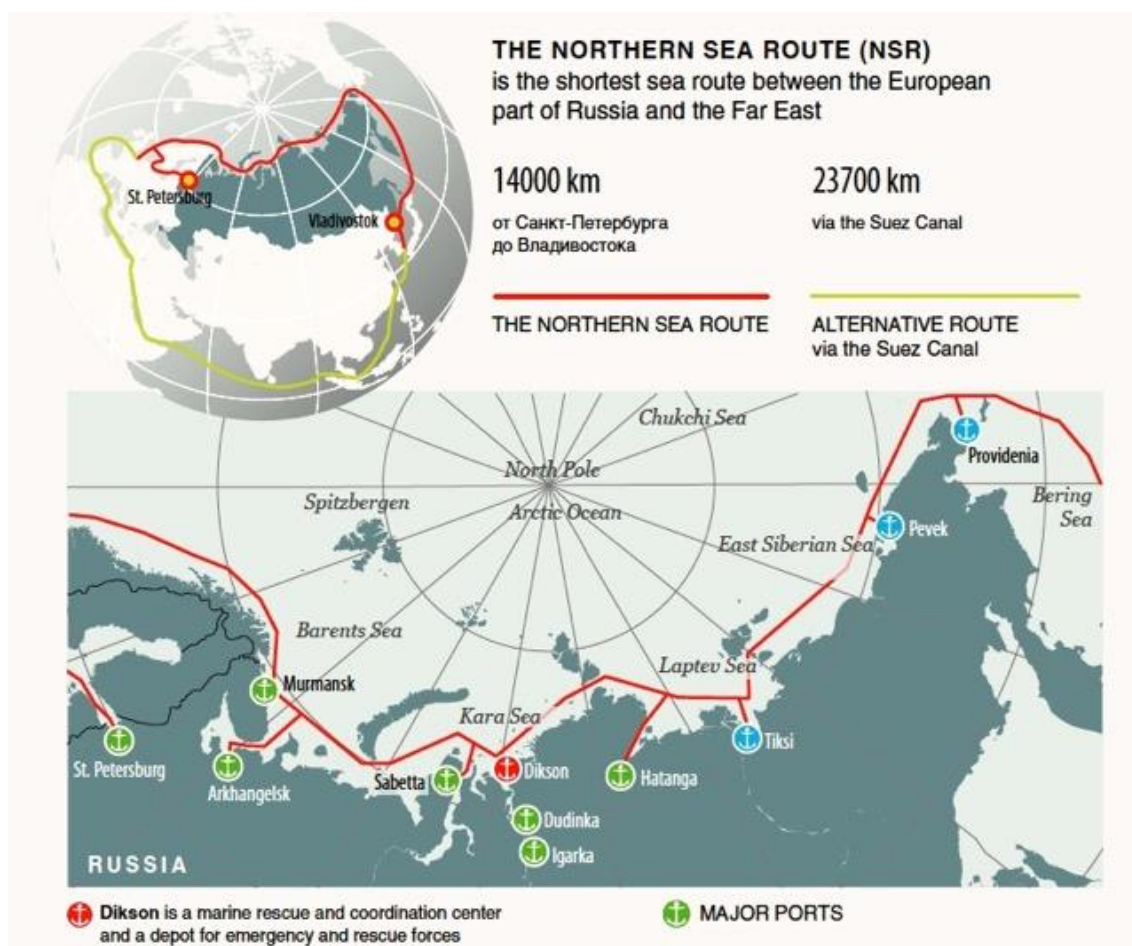 THE NORTHERN SEA ROUTE (NSR)
is the shortest sea route between the European
part of Russia and the Far East
14000 km
от Санкт-Петербурга
до Владивостока
23700 km
via the Suez Canal
THE NORTHERN SEA ROUTE
ALTERNATIVE ROUTE
via the Suez Canal
St. Petersburg
Vladivostok
Chukchi Sea
North Pole
Providenia
Spitzbergen
Arctic Ocean
Bering
Sea
East Siberian Sea
Pevek
Barents Sea
Laptev Sea
Murmansk
Kara Sea
St. Petersburg
Arkhangelsk
Sabetta
Dikson
Hatanga
Tiksi
Dudinka
Igarka
RUSSIA
Dikson is a marine rescue and coordination center
and a depot for emergency and rescue forces
MAJOR PORTS